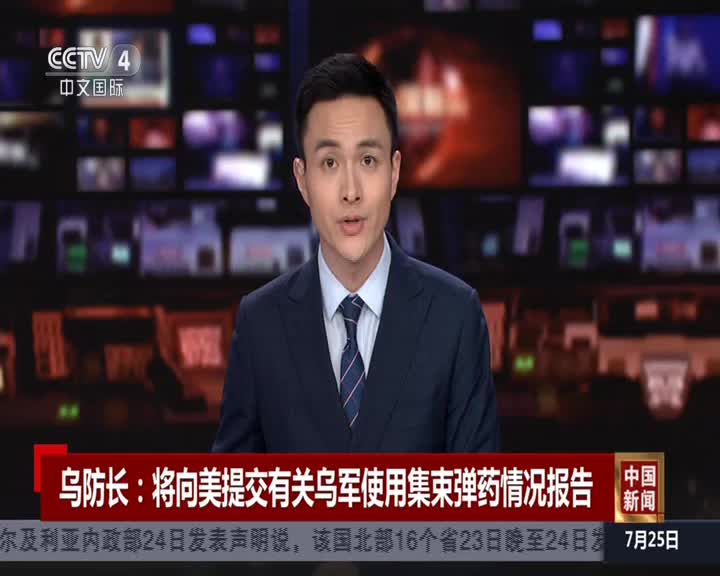 CCTV 4
中文国际
乌防长：将向美提交有关乌军使用集束弹药情况报告
中国
新闻
尔及利亚内政部24日发表声明说，该国北部16个省23日晚至24日发
7月25日